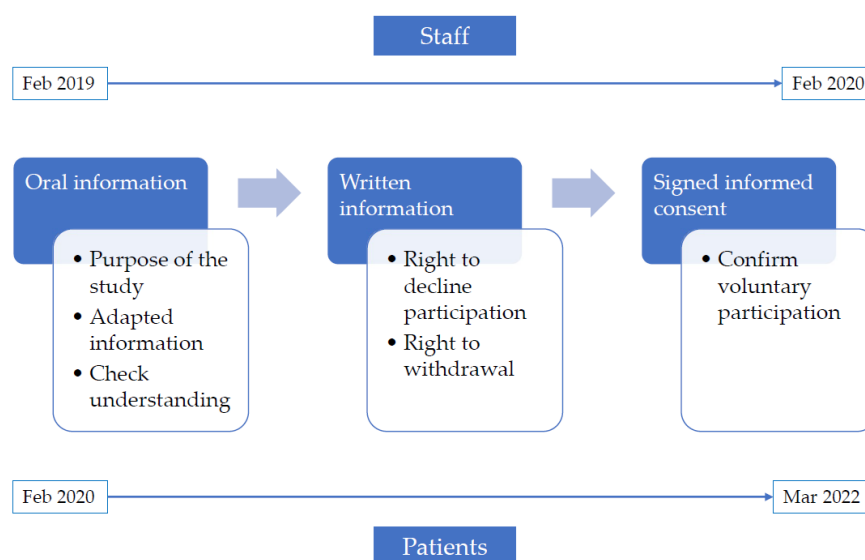 Staff
Feb 2019
Feb 2020
Oral information
• Purpose of the
study
• Adapted
information
• Check
understanding
Written
information
• Right to
decline
participation
• Right to
withdrawal
Signed informed
consent
• Confirm
voluntary
participation
Feb 2020
Mar 2022
Patients